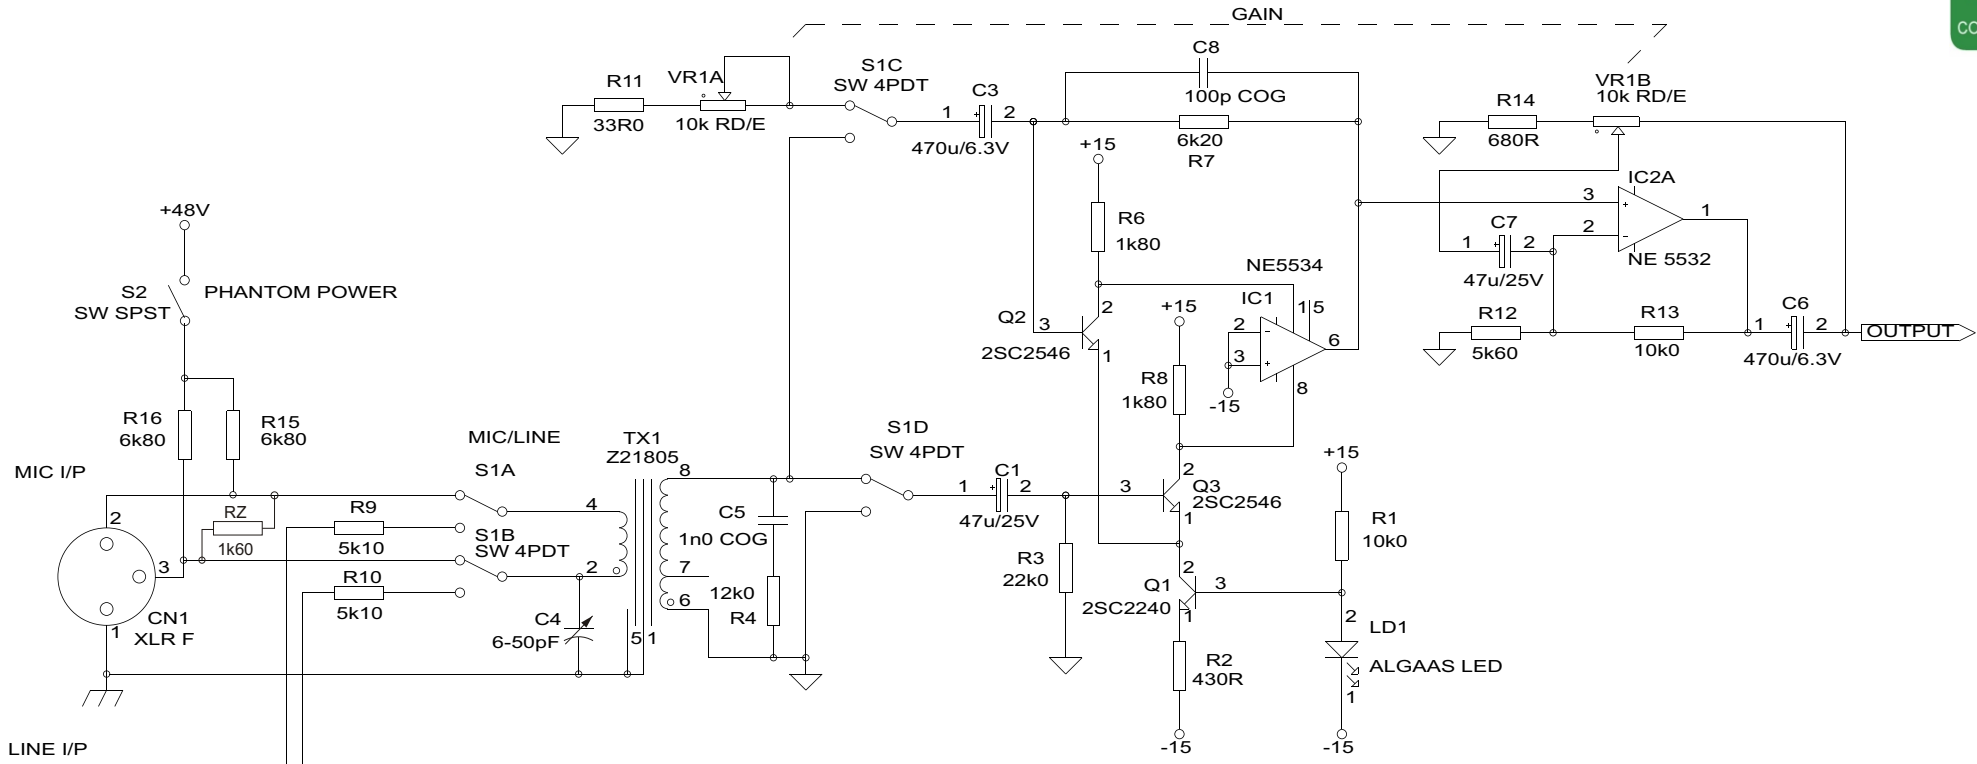 GAIN
CO
C8
S1C
SW 4PDT
R11
VR1A
VR1B
10k RD/E
C3
100p COG
R14
33R0
10k RD/E
1
2
470u/6.3V
6k20
R7
680R
+15
IC2A
3
1
+48V
R6
1k80
C7
2
1
2
NE 5532
47u/25V
NE5534
S2
SW SPST
PHANTOM POWER
+15
IC1
1
5
2
Q2
3
2
2SC2546
1
2
3
6
R12
5k60
R13
10k0
C6
1
2
OUTPUT
470u/6.3V
R8
1k80
8
-15
R16
6k80
R15
6k80
MIC/LINE
S1A
TX1
Z21805
S1D
SW 4PDT
+15
MIC I/P
8
C1
2
4
1
2
3
Q3
2SC2546
2
RZ
R9
C5
47u/25V
1
R1
10k0
1k60
5k10
S1B
SW 4PDT
1n0 COG
R3
22k0
3
R10
5k10
2
7
6
12k0
R4
2
Q1
3
2SC2240
1
CN1
XLR F
1
C4
6-50pF
5
1
2
LD1
R2
430R
ALGAAS LED
1
LINE I/P
-15
-15